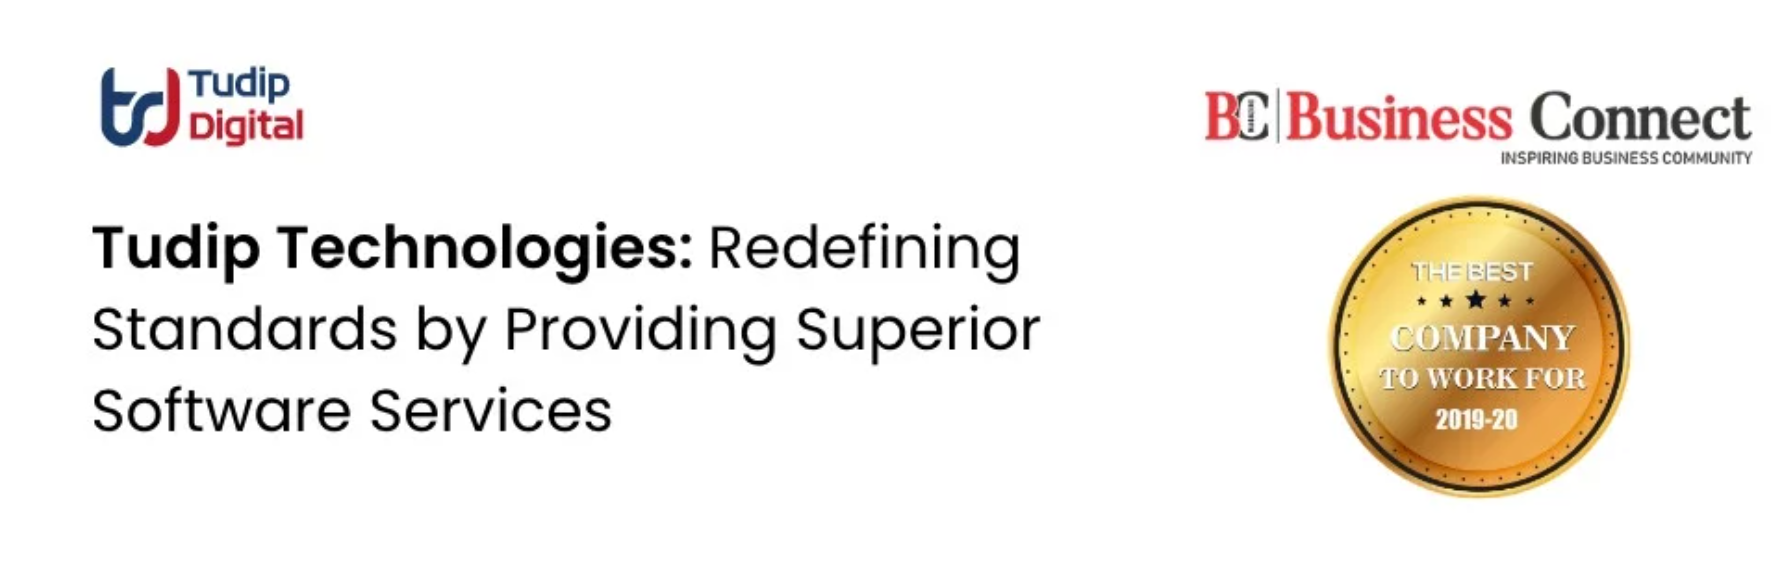 Tudip
Digital
BC Business Connect
INSPIRING BUSINESS COMMUNITY
Tudip Technologies: Redefining
Standards by Providing Superior
Software Services
THE BEST
COMPANY
TO WORK FOR
2019-20